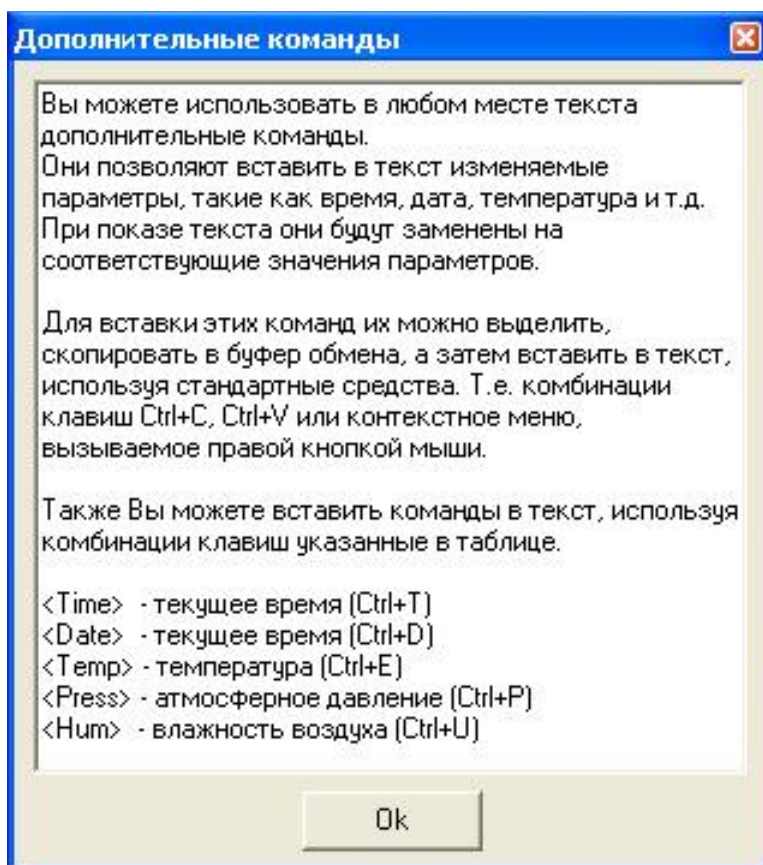 Дополнительные команды
Вы можете использовать в любом месте текста
дополнительные команды.
Они позволяют вставить в текст изменяемые
параметры, такие как время, дата, температура и т.д.
При показе текста они будут заменены на
соответствующие значения параметров.
Для вставки этих команд их можно выделить,
скопировать в буфер обмена, а затем вставить в текст,
используя стандартные средства. Т.е. комбинации
клавиш Ctrl+C, Ctrl+V или контекстное меню,
вызываемое правой кнопкой мыши.
Также Вы можете вставить команды в текст, используя
комбинации клавиш указанные в таблице.
<Time> - текущее время (Ctrl+T)
<Date> - текущее время (Ctrl+D)
<Temp> - температура (Ctrl+E)
<Press> - атмосферное давление (Ctrl+P)
<Hum> - влажность воздуха (Ctrl+U)
Ok